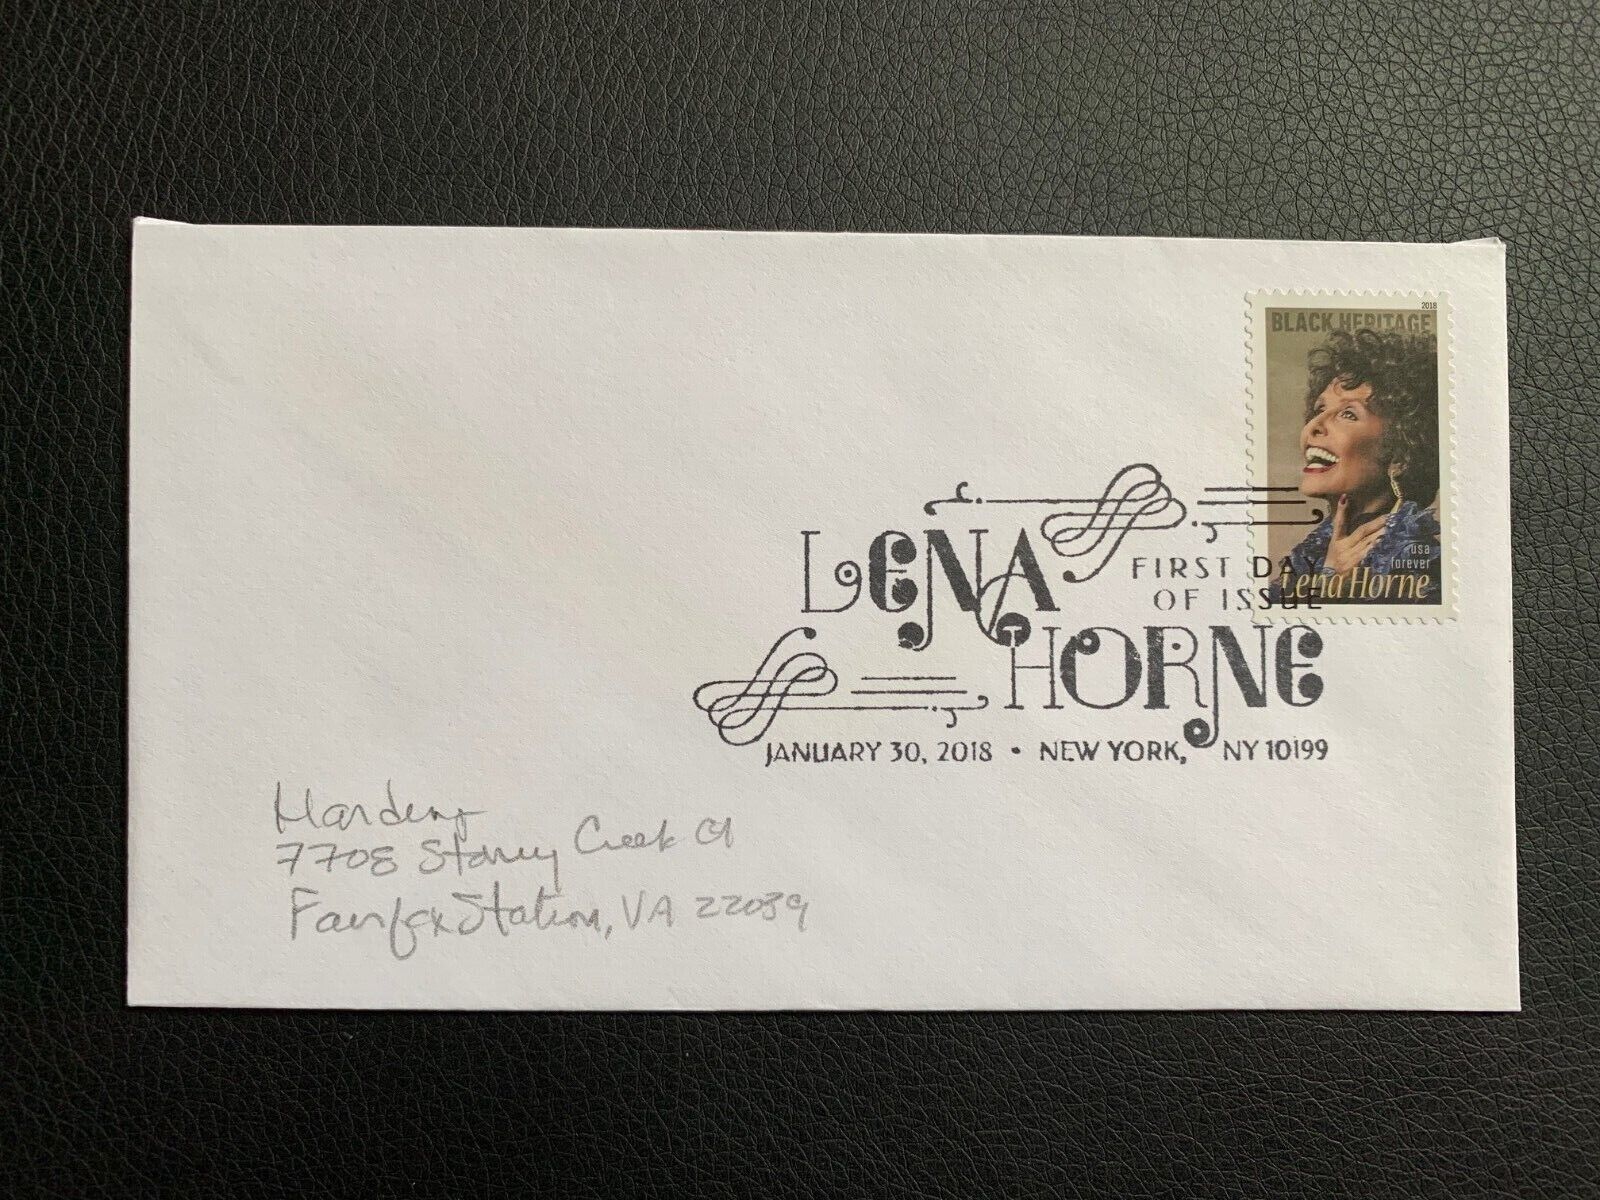 2018
BLACK HERITAGE
usa
forever
Lena Horne
LENA
FIRST DAY
OF ISSUE
HORNE
JANUARY 30, 2018 • NEW YORK, NY 10199
7708 Stoney Creek Ct
Fairfax Station, VA 22039